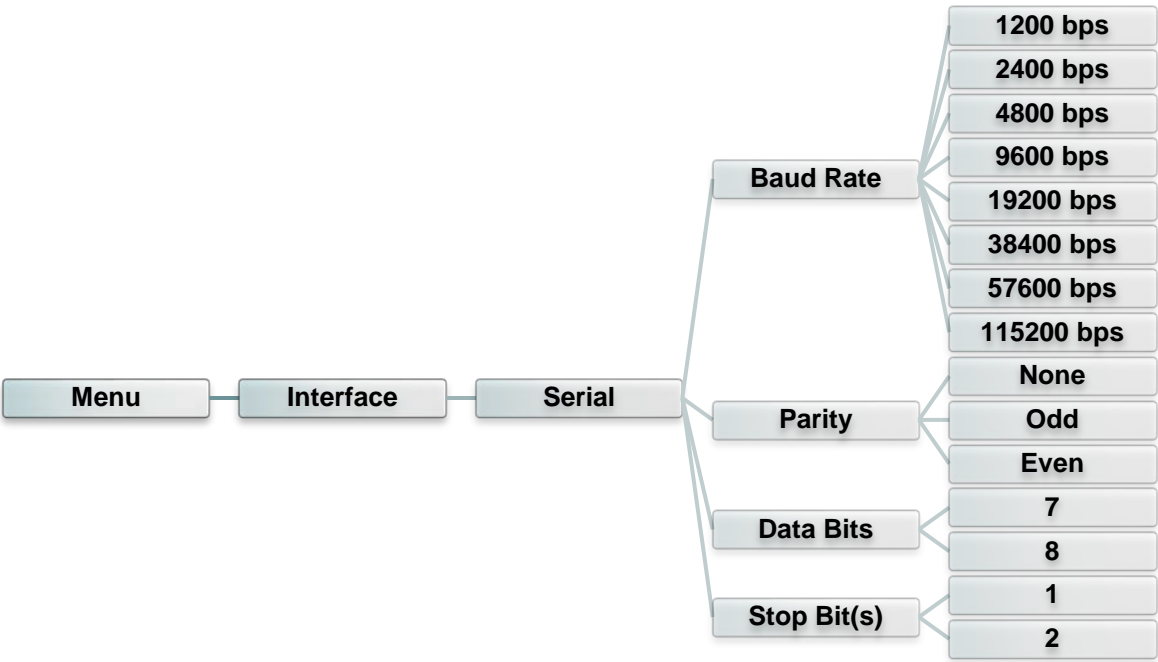 Menu
Interface
Serial
Baud Rate
1200 bps
2400 bps
4800 bps
9600 bps
19200 bps
38400 bps
57600 bps
115200 bps
Parity
None
Odd
Even
Data Bits
7
8
Stop Bit(s)
1
2